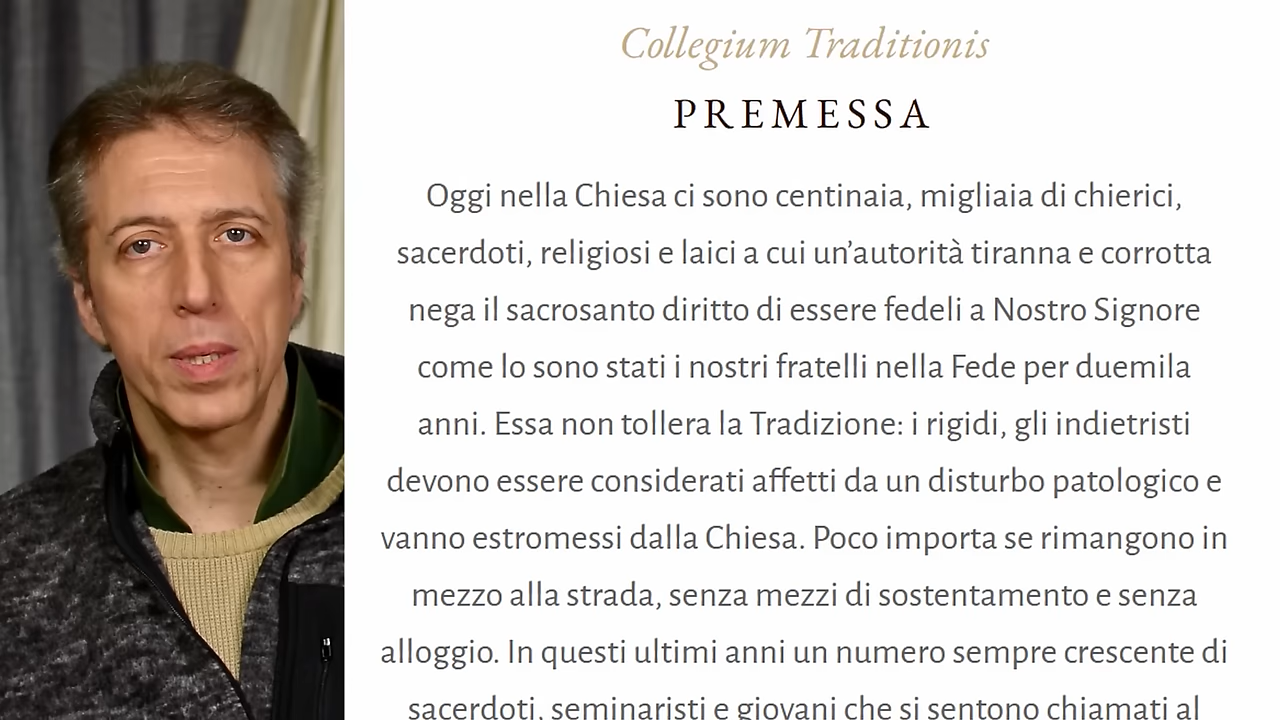 Collegium Traditionis
PREMESSA
Oggi nella Chiesa ci sono centinaia, migliaia di chierici,
sacerdoti, religiosi e laici a cui un’autorità tiranna e corrotta
nega il sacrosanto diritto di essere fedeli a Nostro Signore
come lo sono stati i nostri fratelli nella Fede per duemila
anni. Essa non tollera la Tradizione: i rigidi, gli indietristi
devono essere considerati affetti da un disturbo patologico e
vanno estromessi dalla Chiesa. Poco importa se rimangono in
mezzo alla strada, senza mezzi di sostentamento e senza
alloggio. In questi ultimi anni un numero sempre crescente di
sacerdoti, seminaristi e giovani che si sentono chiamati al